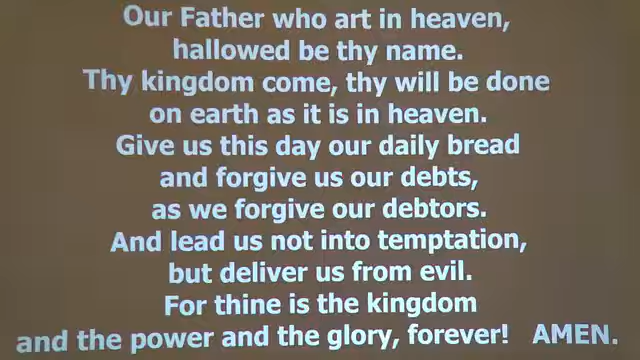 Our Father who art in heaven,
hallowed be thy name.
Thy kingdom come, thy will be done
on earth as it is in heaven.
Give us this day our daily bread
and forgive us our debts,
as we forgive our debtors.
And lead us not into temptation,
but deliver us from evil.
For thine is the kingdom
and the power and the glory, forever!   AMEN.